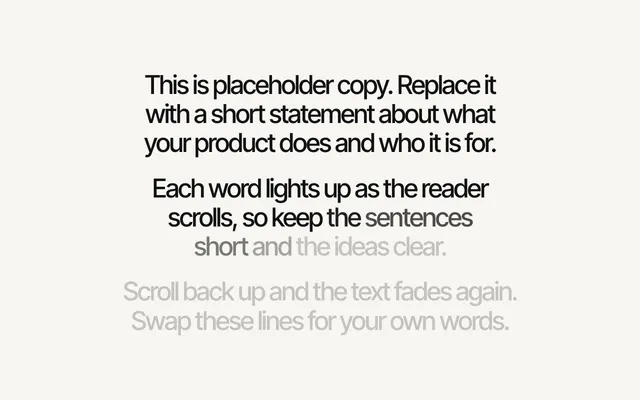 This is placeholder copy. Replace it
with a short statement about what
your product does and who it is for.
Each word lights up as the reader
scrolls, so keep the sentences
short and the ideas clear.
Scroll back up and the text fades again.
Swap these lines for your own words.